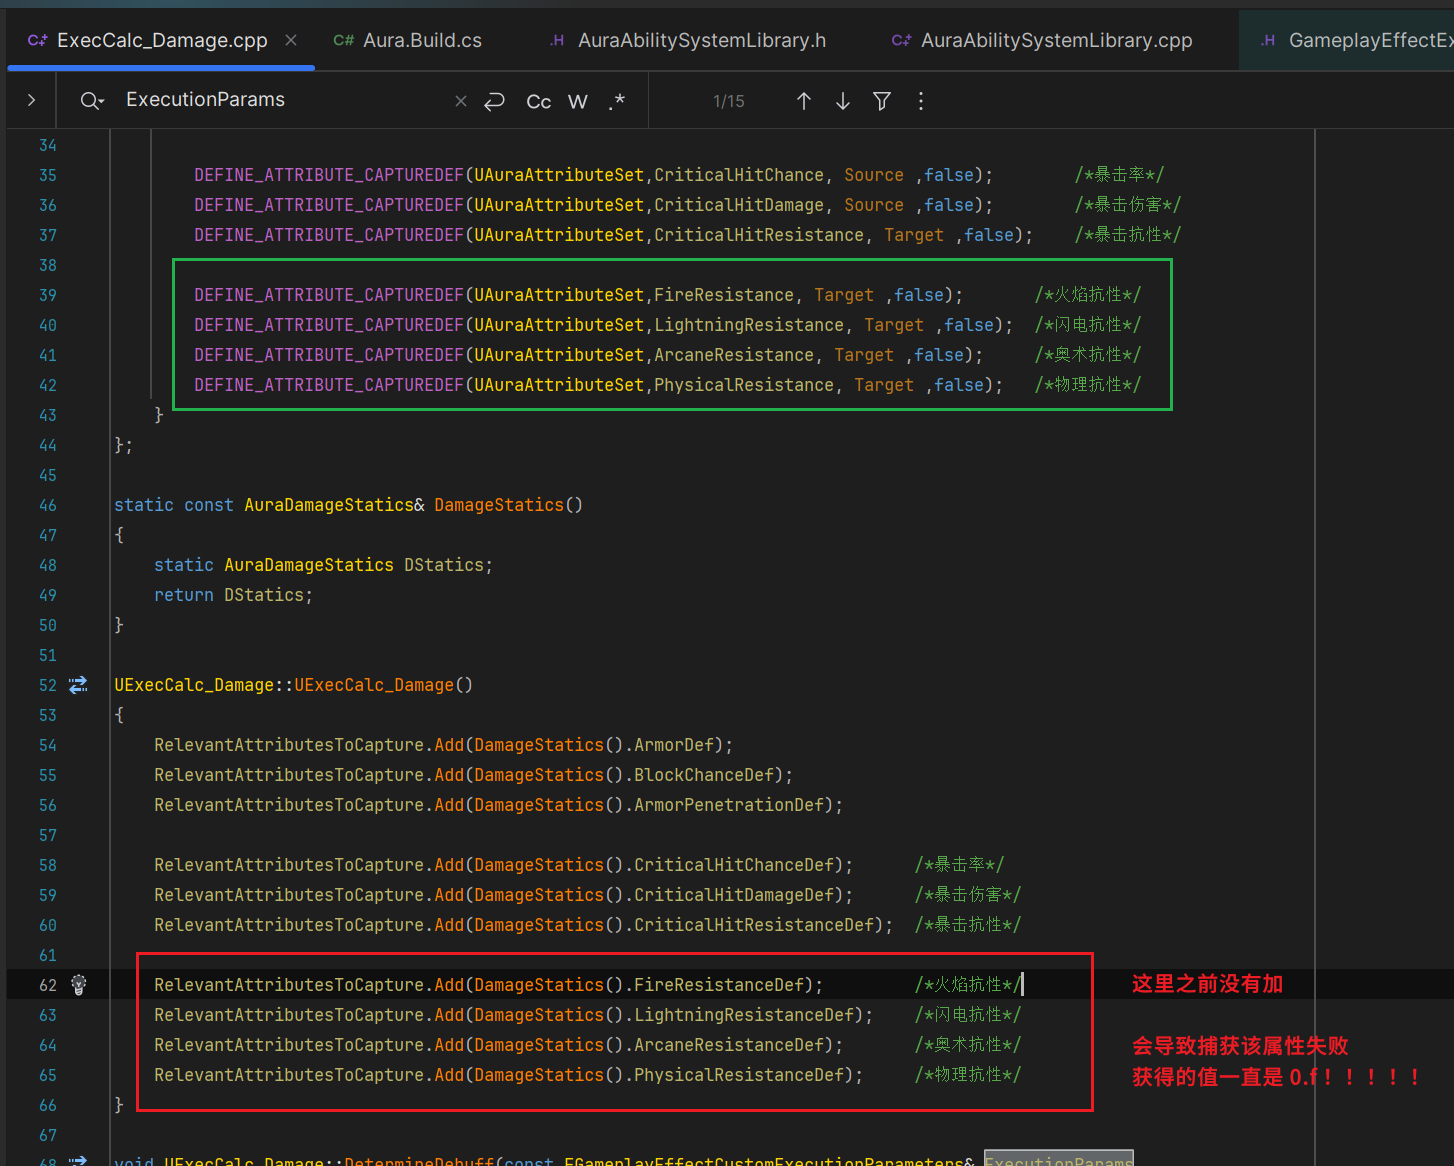 ExecCalc_Damage.cpp
C# Aura.Build.cs
.H AuraAbilitySystemLibrary.h
AuraAbilitySystemLibrary.cpp
.H GameplayEffectEx
ExecutionParams
Cc W .*
1/15
34
35 DEFINE_ATTRIBUTE_CAPTUREDEF(UAuraAttributeSet,CriticalHitChance, Source ,false); /*暴击率*/
36 DEFINE_ATTRIBUTE_CAPTUREDEF(UAuraAttributeSet,CriticalHitDamage, Source ,false); /*暴击伤害*/
37 DEFINE_ATTRIBUTE_CAPTUREDEF(UAuraAttributeSet,CriticalHitResistance, Target ,false); /*暴击抗性*/
38
39 DEFINE_ATTRIBUTE_CAPTUREDEF(UAuraAttributeSet,FireResistance, Target ,false); /*火焰抗性*/
40 DEFINE_ATTRIBUTE_CAPTUREDEF(UAuraAttributeSet,LightningResistance, Target ,false); /*闪电抗性*/
41 DEFINE_ATTRIBUTE_CAPTUREDEF(UAuraAttributeSet,ArcaneResistance, Target ,false); /*奥术抗性*/
42 DEFINE_ATTRIBUTE_CAPTUREDEF(UAuraAttributeSet,PhysicalResistance, Target ,false); /*物理抗性*/
43 }
44 };
45
46 static const AuraDamageStatics& DamageStatics()
47 {
48 static AuraDamageStatics DStatics;
49 return DStatics;
50 }
51
52 UExecCalc_Damage::UExecCalc_Damage()
53 {
54 RelevantAttributesToCapture.Add(DamageStatics().ArmorDef);
55 RelevantAttributesToCapture.Add(DamageStatics().BlockChanceDef);
56 RelevantAttributesToCapture.Add(DamageStatics().ArmorPenetrationDef);
57
58 RelevantAttributesToCapture.Add(DamageStatics().CriticalHitChanceDef); /*暴击率*/
59 RelevantAttributesToCapture.Add(DamageStatics().CriticalHitDamageDef); /*暴击伤害*/
60 RelevantAttributesToCapture.Add(DamageStatics().CriticalHitResistanceDef); /*暴击抗性*/
61
62 RelevantAttributesToCapture.Add(DamageStatics().FireResistanceDef); /*火焰抗性*/ 这里之前没有加
63 RelevantAttributesToCapture.Add(DamageStatics().LightningResistanceDef); /*闪电抗性*/
64 RelevantAttributesToCapture.Add(DamageStatics().ArcaneResistanceDef); /*奥术抗性*/ 会导致捕获该属性失败
65 RelevantAttributesToCapture.Add(DamageStatics().PhysicalResistanceDef); /*物理抗性*/ 获得的值一直是 0.f！！！！！
66 }
67
68 void UExecCalc_Damage::DetermineDebuff(const FGameplayEffectCustomExecutionParameters& ExecutionParams